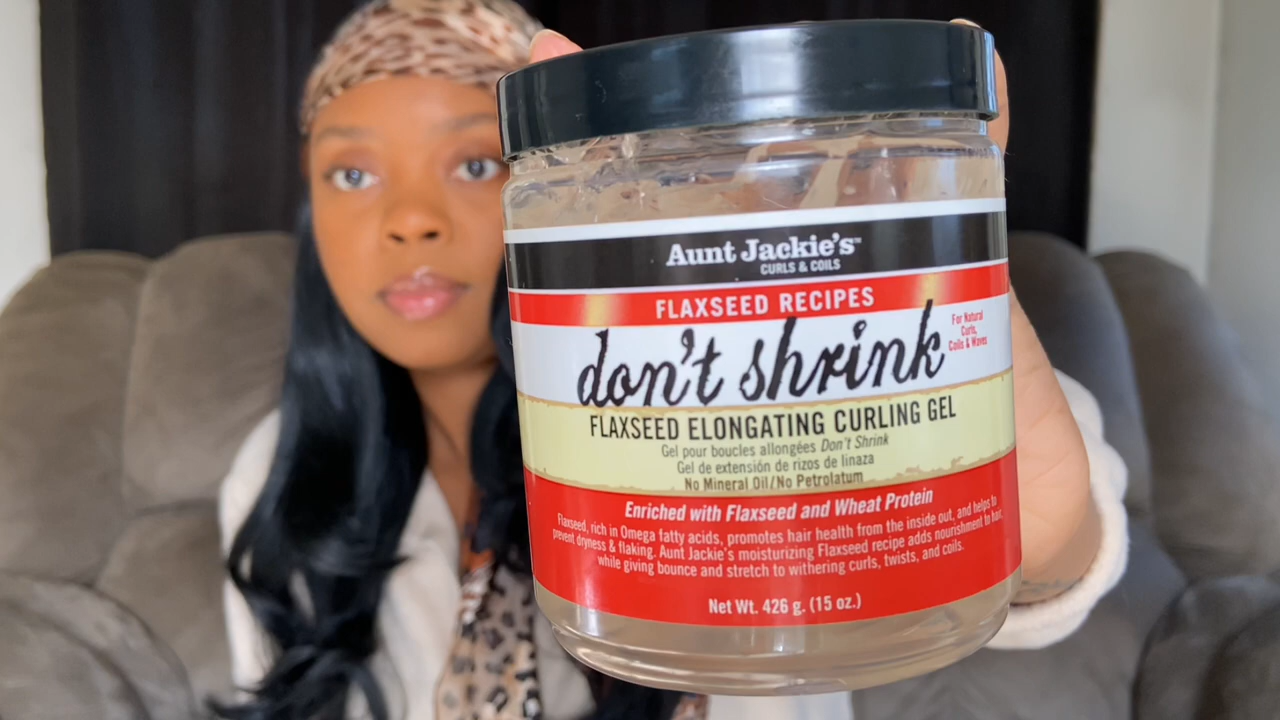 Aunt Jackie's™
CURLS & COILS
FLAXSEED RECIPES
don't shrink
For Natural
Curls,
Coils & Waves
FLAXSEED ELONGATING CURLING GEL
Gel pour boucles allongées Don't Shrink
Gel de extensión de rizos de linaza
No Mineral Oil/No Petrolatum
Enriched with Flaxseed and Wheat Protein
Flaxseed, rich in Omega fatty acids, promotes hair health from the inside out, and helps to
prevent dryness & flaking. Aunt Jackie's moisturizing Flaxseed recipe adds nourishment to hair,
while giving bounce and stretch to withering curls, twists, and coils.
Net Wt. 426 g. (15 oz.)